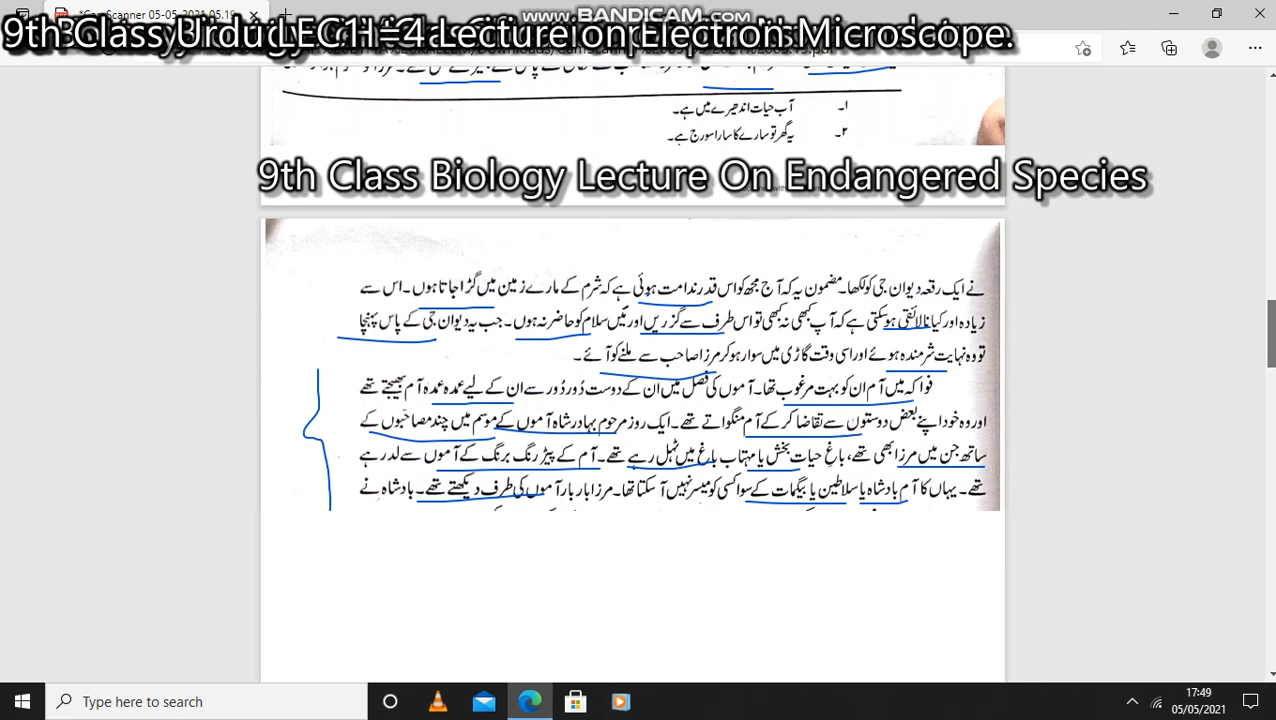 *CamScanner 05-05-2021 05.19
www.BANDICAM.com
9th Class Urdu LEC 1
H=4 Lecture on Electron Microscope.
۱۔ آب حیات اندھیرے میں ہے۔
۲۔ یہ گھر تو سارے کا سارا سورج ہے۔
9th Class Biology Lecture On Endangered Species
نے ایک رقعہ دیوان جی کو لکھا۔ مضمون یہ کہ آج مجھ کو اس قدر ندامت ہوئی ہے کہ شرم کے مارے زمین میں گڑا جاتا ہوں۔ اس سے
زیادہ اور کیا نالائقی ہو سکتی ہے کہ آپ کبھی نہ کبھی تو اس طرف سے گزریں اور میں سلام کو حاضر نہ ہوں۔ جب یہ دیوان جی کے پاس پہنچا
تو وہ نہایت شرمندہ ہوئے اور اسی وقت گاڑی میں سوار ہو کر مرزا صاحب سے ملنے کو آئے۔
فواکہ میں آم ان کو بہت مرغوب تھا۔ آموں کی فصل میں ان کے دوست دُور دُور سے ان کے لیے عمدہ عمدہ آم بھیجتے تھے
اور وہ خود اپنے بعض دوستوں سے تقاضا کر کے آم منگواتے تھے۔ ایک روز مرحوم بہادر شاہ آموں کے موسم میں چند مصاحبوں کے
ساتھ جن میں مرزا بھی تھے، باغِ حیات بخش یا مہتاب باغ میں ٹہل رہے تھے۔ آم کے پیڑ رنگ برنگ کے آموں سے لدر ہے
تھے۔ یہاں کا آم بادشاہ یا سلاطین یا بیگمات کے سوا کسی کو میسر نہیں آ سکتا تھا۔ مرزا بار بار آموں کی طرف دیکھتے تھے۔ بادشاہ نے
Type here to search
17:49
05/05/2021